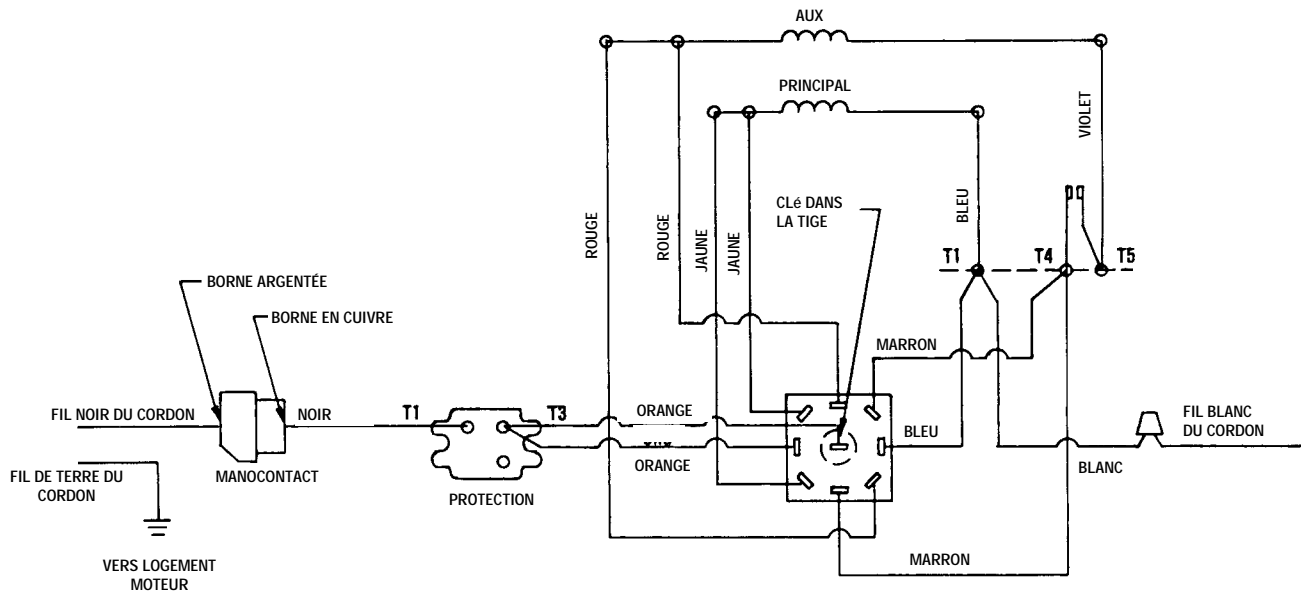 AUX
PRINCIPAL
VIOLET
CLé DANS
LA TIGE
BLEU
ROUGE
ROUGE
JAUNE
JAUNE
T1
T4
T5
BORNE ARGENTÉE
BORNE EN CUIVRE
MARRON
FIL NOIR DU CORDON
NOIR
T1
T3
ORANGE
BLEU
FIL BLANC
DU CORDON
FIL DE TERRE DU
CORDON
MANOCONTACT
ORANGE
BLANC
PROTECTION
VERS LOGEMENT
MOTEUR
MARRON